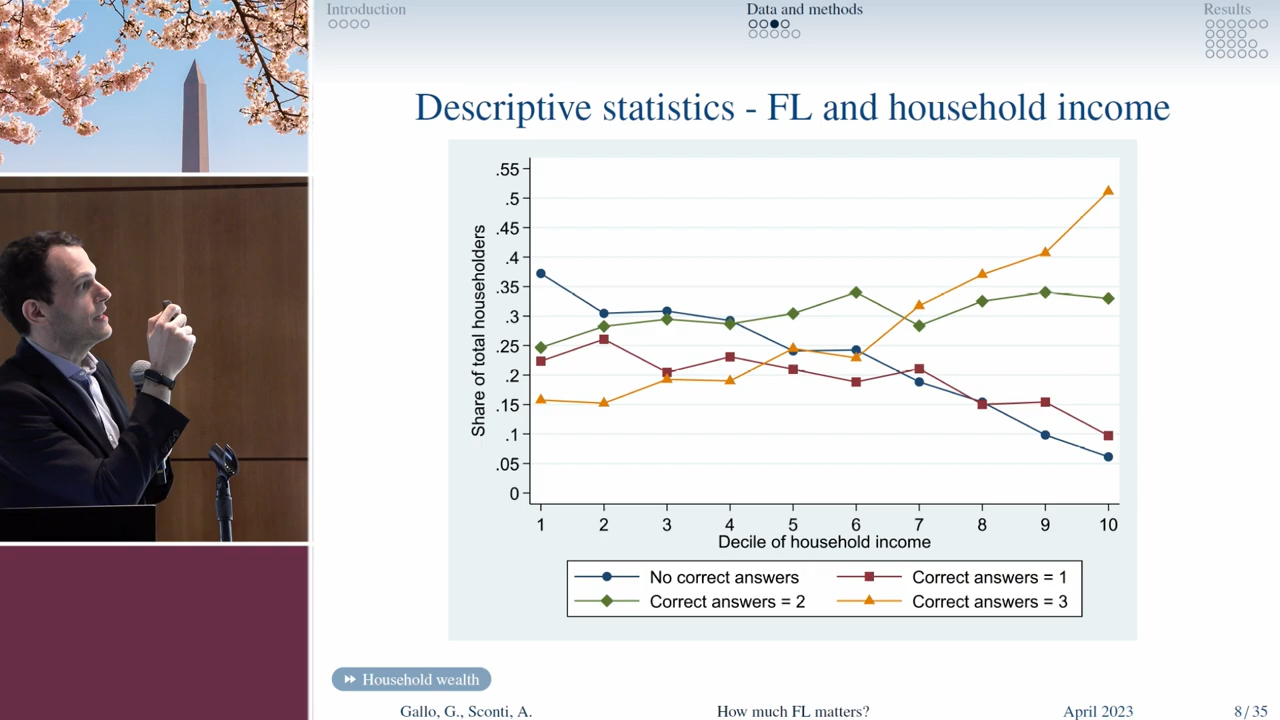 Introduction
Data and methods
Results
Descriptive statistics - FL and household income
.55
.5
.45
.4
.35
.3
.25
.2
.15
.1
.05
0
Share of total householders
1 2 3 4 5 6 7 8 9 10
Decile of household income
No correct answers
Correct answers = 1
Correct answers = 2
Correct answers = 3
Household wealth
Gallo, G., Sconti, A.
How much FL matters?
April 2023
8 / 35